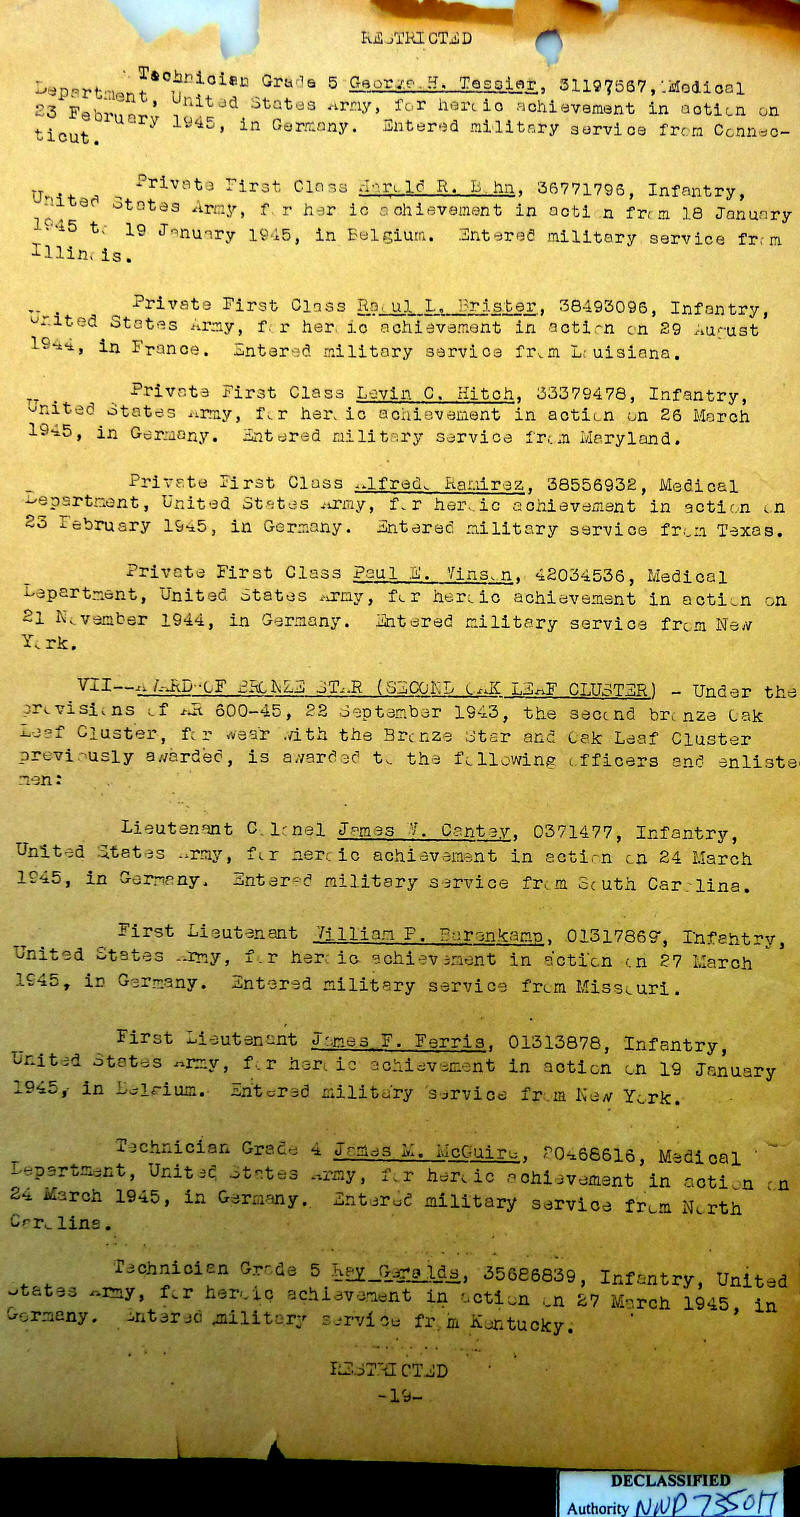 RESTRICTED
Technician Grade 5 George H. Tessier, 31197567, Medical
Department, United States Army, for heroic achievement in action on
23 February 1945, in Germany. Entered military service from Connec-
ticut.
Private First Class Harold R. Bahn, 36771796, Infantry,
United States Army, for heroic achievement in action from 18 January
1945 to 19 January 1945, in Belgium. Entered military service from
Illinois.
Private First Class Raoul L. Brister, 38493096, Infantry,
United States Army, for heroic achievement in action on 29 August
1944, in France. Entered military service from Louisiana.
Private First Class Levin C. Hitch, 33379478, Infantry,
United States Army, for heroic achievement in action on 26 March
1945, in Germany. Entered military service from Maryland.
Private First Class Alfredo Ramirez, 38556932, Medical
Department, United States Army, for heroic achievement in action on
23 February 1945, in Germany. Entered military service from Texas.
Private First Class Paul E. Vinson, 42034536, Medical
Department, United States Army, for heroic achievement in action on
21 November 1944, in Germany. Entered military service from New
York.
VII--AWARD OF BRONZE STAR (SECOND OAK LEAF CLUSTER) - Under the
provisions of AR 600-45, 22 September 1943, the second bronze Oak
Leaf Cluster, for wear with the Bronze Star and Oak Leaf Cluster
previously awarded, is awarded to the following officers and enliste
men:
Lieutenant Colonel James W. Cantey, 0371477, Infantry,
United States Army, for heroic achievement in action on 24 March
1945, in Germany. Entered military service from South Carolina.
First Lieutenant William P. Barenkamp, 01317869, Infantry,
United States Army, for heroic achievement in action on 27 March
1945, in Germany. Entered military service from Missouri.
First Lieutenant James F. Ferris, 01313878, Infantry,
United States Army, for heroic achievement in action on 19 January
1945, in Belgium. Entered military service from New York.
Technician Grade 4 James M. McGuire, 20468616, Medical
Department, United States Army, for heroic achievement in action on
24 March 1945, in Germany. Entered military service from North
Carolina.
Technician Grade 5 Ray Geralds, 35686839, Infantry, United
States Army, for heroic achievement in action on 27 March 1945, in
Germany. Entered military service from Kentucky.
RESTRICTED
-19-
DECLASSIFIED
Authority NND 735017